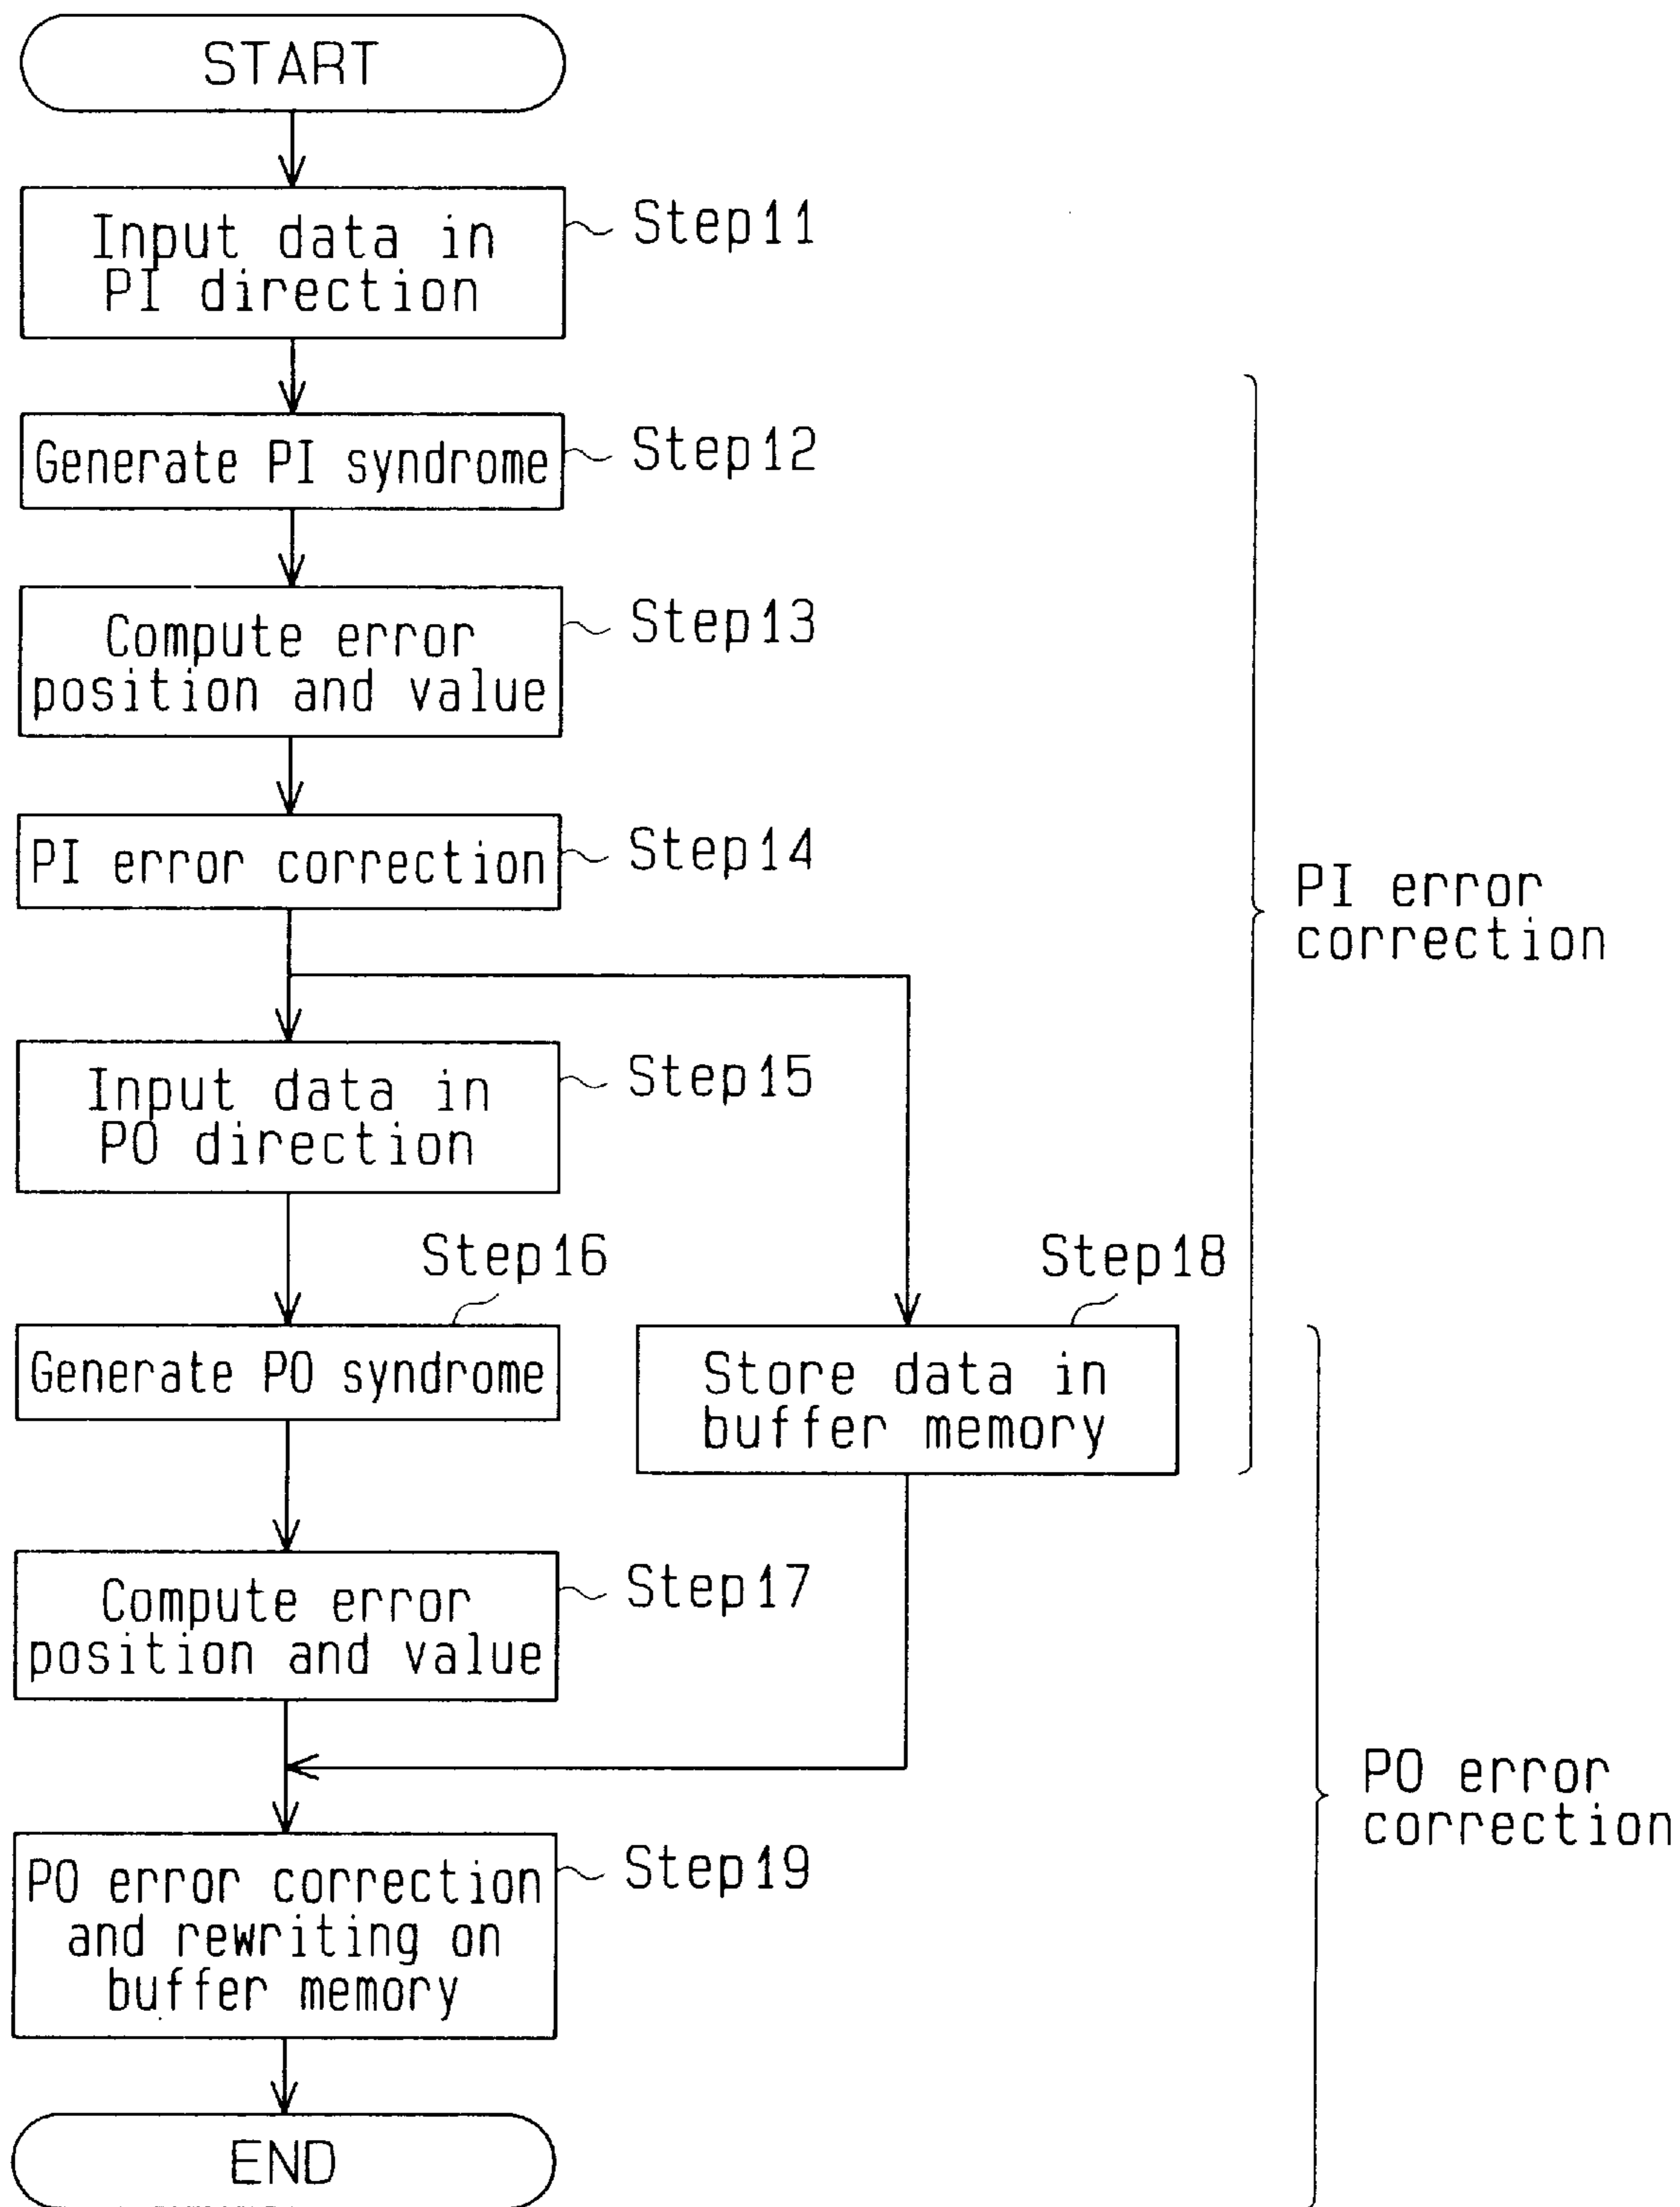 START
Input data in
PI direction
Step11
Generate PI syndrome
Step12
Compute error
position and value
Step13
PI error correction
Step14
PI error
correction
Input data in
PO direction
Step15
Step16
Step18
Generate PO syndrome
Store data in
buffer memory
Compute error
position and value
Step17
PO error
correction
PO error correction
and rewriting on
buffer memory
Step19
END